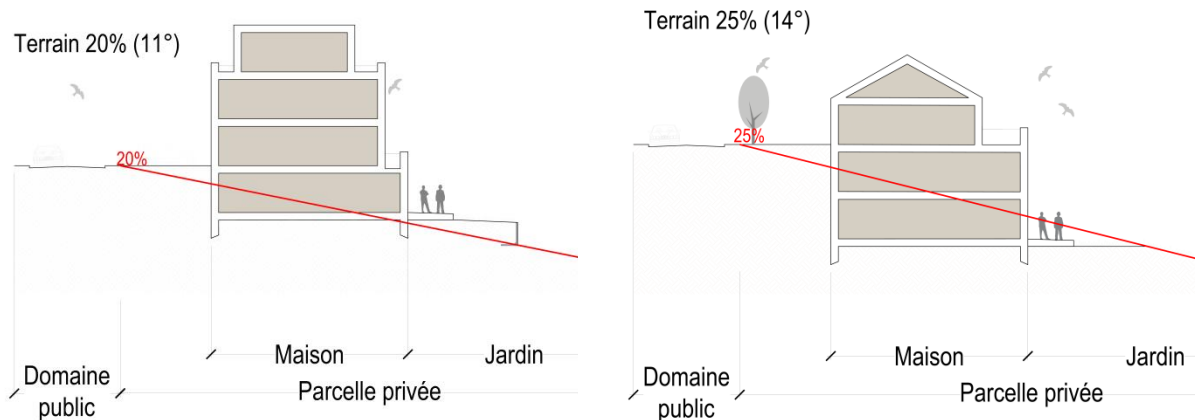 Terrain 20% (11°)
20%
Maison
Jardin
Domaine
public
Parcelle privée
Terrain 25% (14°)
25%
Maison
Jardin
Domaine
public
Parcelle privée